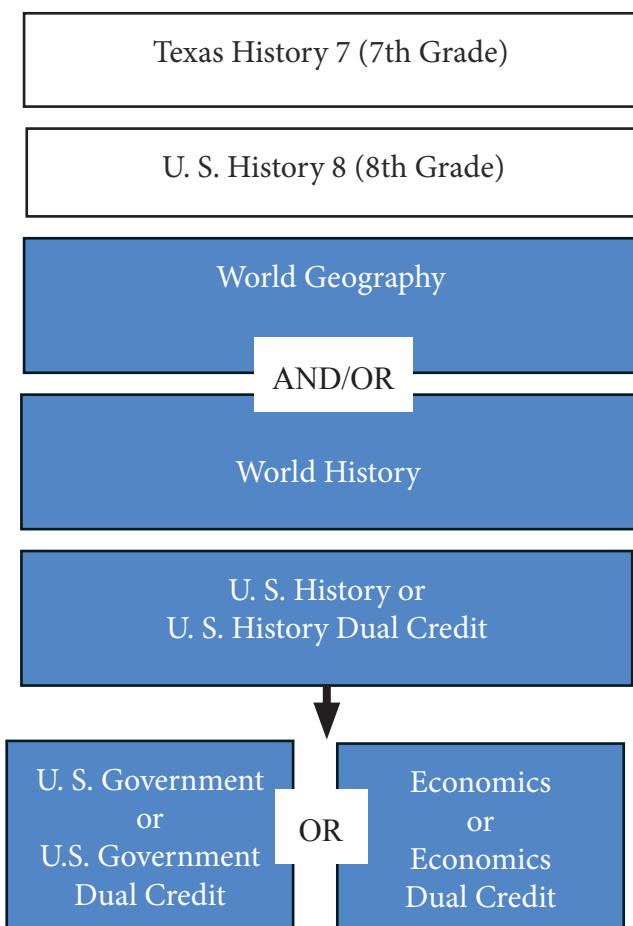 Texas History 7 (7th Grade)
U. S. History 8 (8th Grade)
World Geography
AND/OR
World History
U. S. History or
U. S. History Dual Credit
U. S. Government
or
U.S. Government
Dual Credit
OR
Economics
or
Economics
Dual Credit